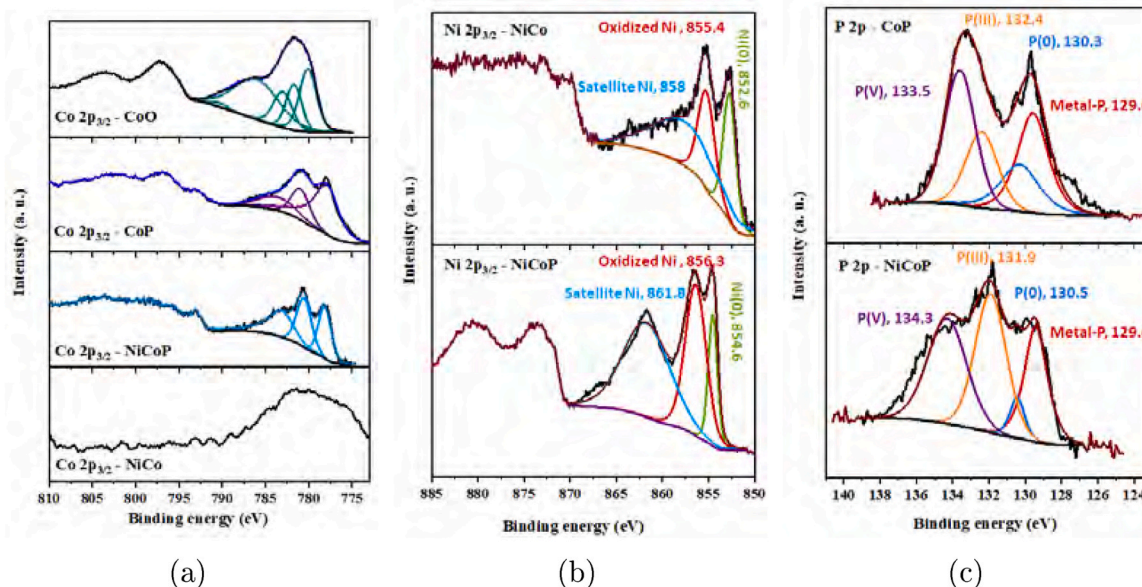 Intensity (a. u.)
Co 2p3/2 - CoO
Co 2p3/2 - CoP
Co 2p3/2 - NiCoP
Co 2p3/2 - NiCo
810 805 800 795 790 785 780 775
Binding energy (eV)
(a)
Intensity (a. u.)
Ni 2p3/2 - NiCo
Oxidized Ni , 855.4
Satellite Ni, 858
Ni(0), 852.6
Ni 2p3/2 - NiCoP
Oxidized Ni , 856.3
Satellite Ni, 861.8
Ni(0), 854.6
885 880 875 870 865 860 855 850
Binding energy (eV)
(b)
Intensity (a. u.)
P 2p - CoP
P(III), 132.4
P(0), 130.3
P(V), 133.5
Metal-P, 129.
P 2p - NiCoP
P(III), 131.9
P(0), 130.5
P(V), 134.3
Metal-P, 129.
140 138 136 134 132 130 128 126 124
Binding energy (eV)
(c)